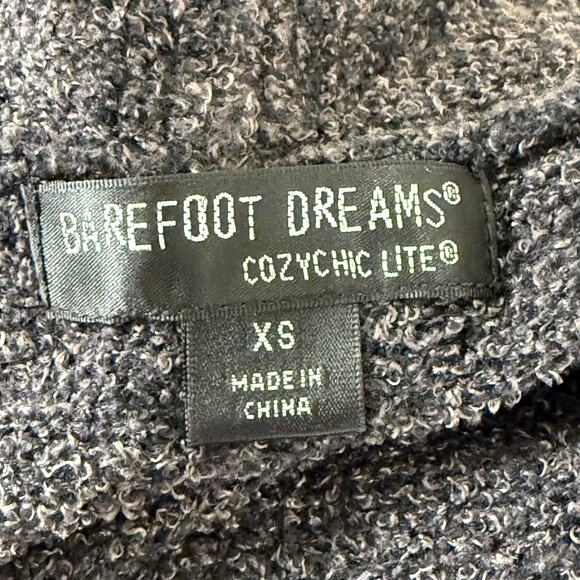 BAREFOOT DREAMS®
COZYCHIC LITE®
XS
MADE IN
CHINA